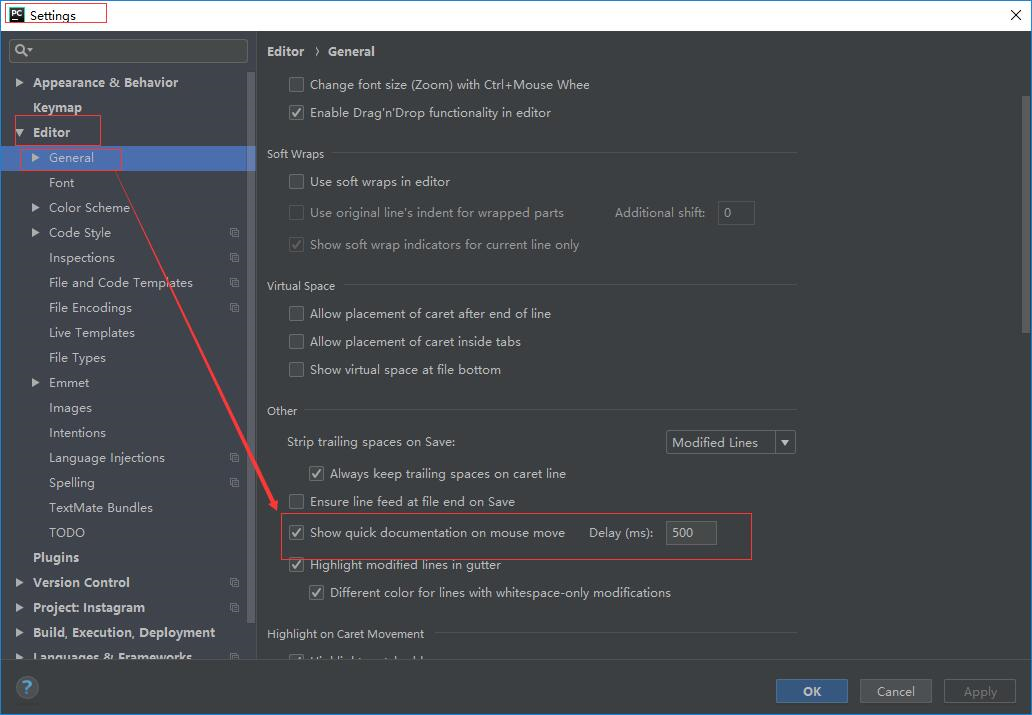 PC Settings
Editor › General
Appearance & Behavior
Keymap
Editor
General
Font
Color Scheme
Code Style
Inspections
File and Code Templates
File Encodings
Live Templates
File Types
Emmet
Images
Intentions
Language Injections
Spelling
TextMate Bundles
TODO
Plugins
Version Control
Project: Instagram
Build, Execution, Deployment
Languages & Frameworks
Change font size (Zoom) with Ctrl+Mouse Whee
Enable Drag'n'Drop functionality in editor
Soft Wraps
Use soft wraps in editor
Use original line's indent for wrapped parts Additional shift: 0
Show soft wrap indicators for current line only
Virtual Space
Allow placement of caret after end of line
Allow placement of caret inside tabs
Show virtual space at file bottom
Other
Strip trailing spaces on Save: Modified Lines
Always keep trailing spaces on caret line
Ensure line feed at file end on Save
Show quick documentation on mouse move Delay (ms): 500
Highlight modified lines in gutter
Different color for lines with whitespace-only modifications
Highlight on Caret Movement
? OK Cancel Apply